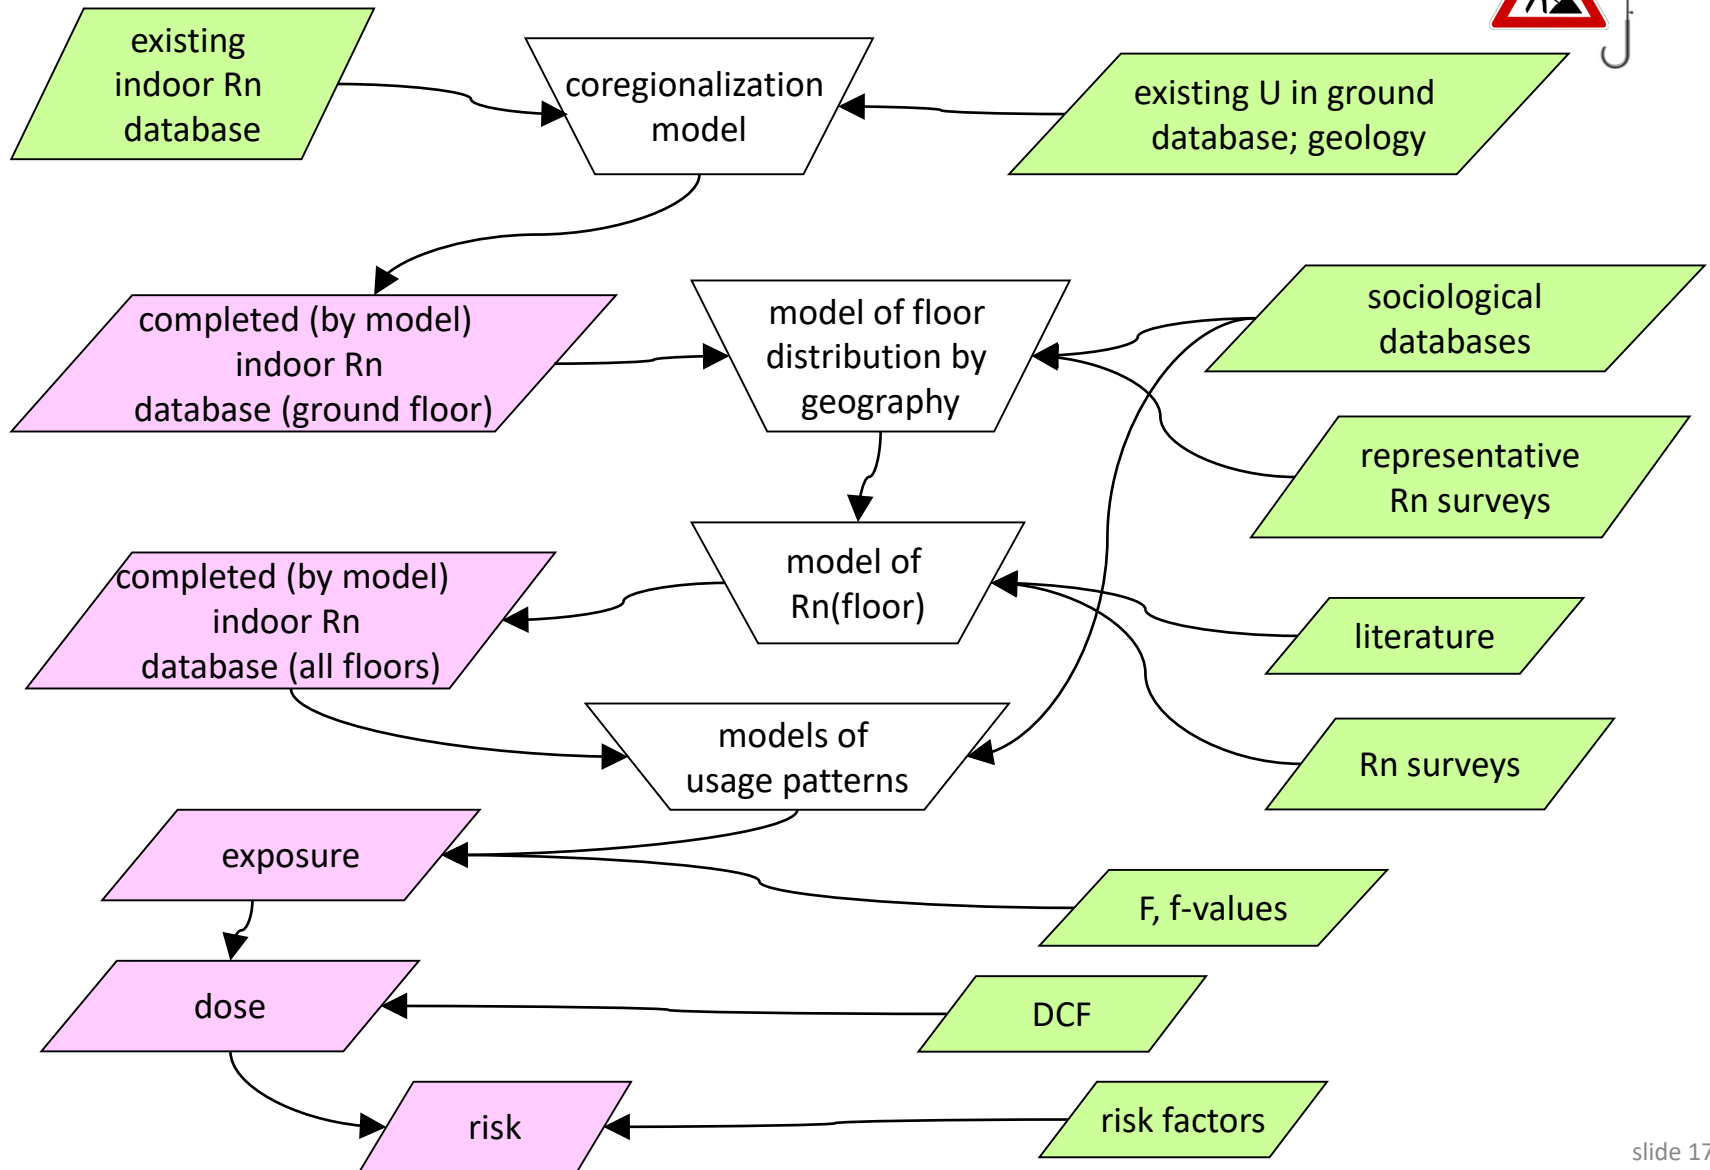 existing
indoor Rn
database
coregionalization
model
existing U in ground
database; geology
completed (by model)
indoor Rn
database (ground floor)
model of floor
distribution by
geography
sociological
databases
representative
Rn surveys
completed (by model)
indoor Rn
database (all floors)
model of
Rn(floor)
literature
models of
usage patterns
Rn surveys
exposure
F, f-values
dose
DCF
risk
risk factors
slide 17